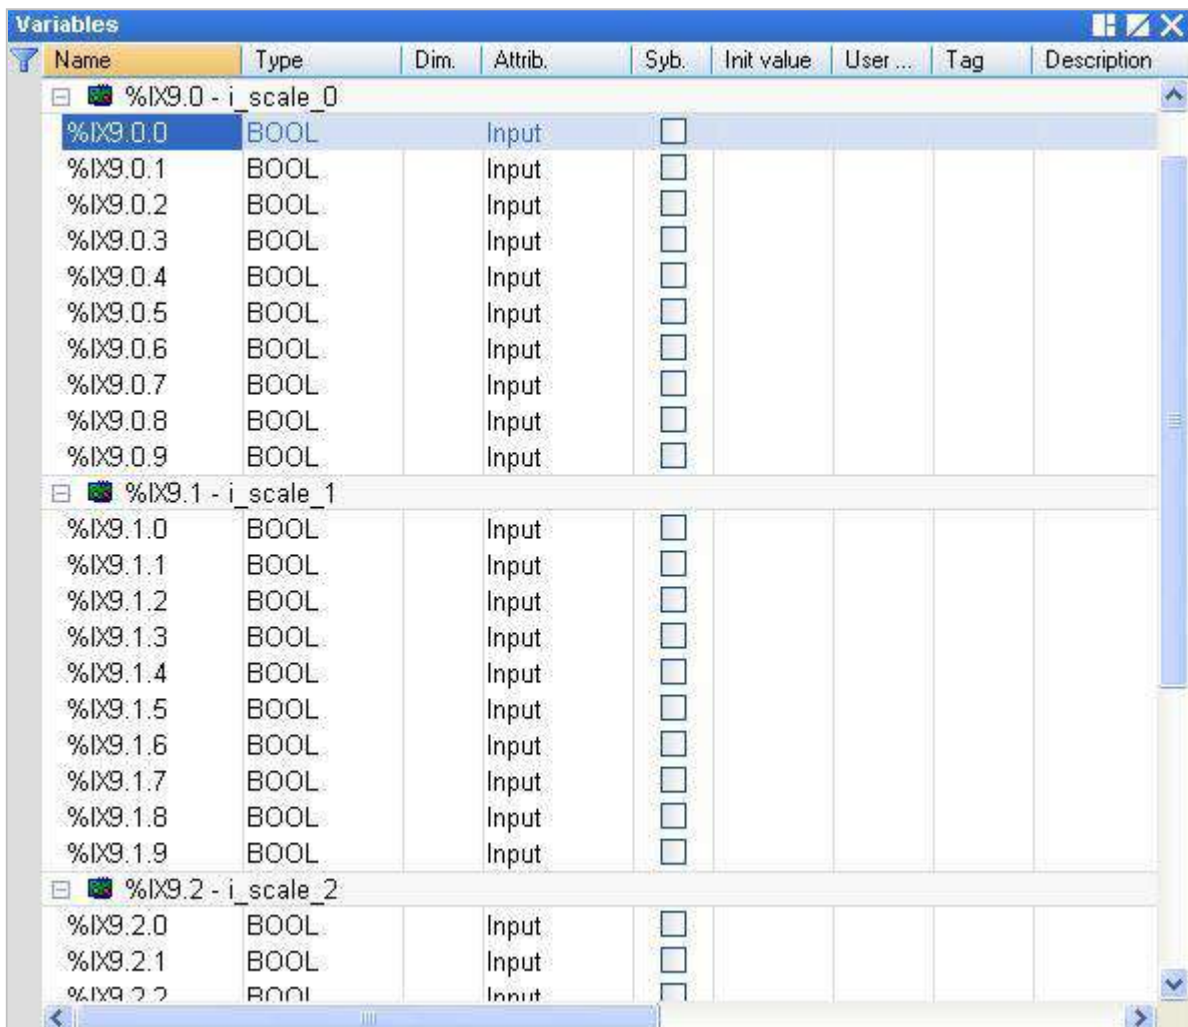 Variables
Name Type Dim. Attrib. Syb. Init value User ... Tag Description
%IX9.0 - i_scale_0
%IX9.0.0 BOOL Input
%IX9.0.1 BOOL Input
%IX9.0.2 BOOL Input
%IX9.0.3 BOOL Input
%IX9.0.4 BOOL Input
%IX9.0.5 BOOL Input
%IX9.0.6 BOOL Input
%IX9.0.7 BOOL Input
%IX9.0.8 BOOL Input
%IX9.0.9 BOOL Input
%IX9.1 - i_scale_1
%IX9.1.0 BOOL Input
%IX9.1.1 BOOL Input
%IX9.1.2 BOOL Input
%IX9.1.3 BOOL Input
%IX9.1.4 BOOL Input
%IX9.1.5 BOOL Input
%IX9.1.6 BOOL Input
%IX9.1.7 BOOL Input
%IX9.1.8 BOOL Input
%IX9.1.9 BOOL Input
%IX9.2 - i_scale_2
%IX9.2.0 BOOL Input
%IX9.2.1 BOOL Input
%IX9.2.2 BOOL Input